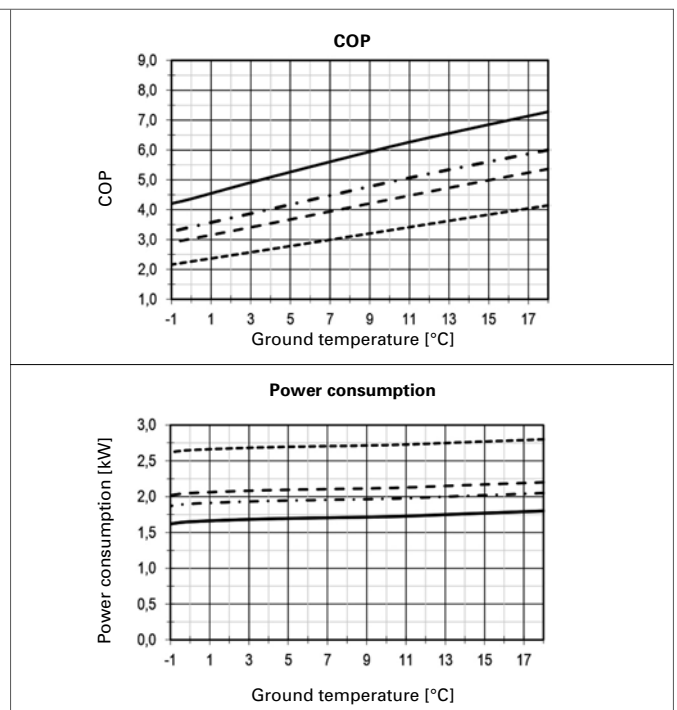 COP
9,0
8,0
7,0
6,0
5,0
4,0
3,0
2,0
1,0
COP
-1 1 3 5 7 9 11 13 15 17
Ground temperature [°C]
Power consumption
3,0
2,5
2,0
1,5
1,0
0,5
0,0
Power consumption [kW]
-1 1 3 5 7 9 11 13 15 17
Ground temperature [°C]